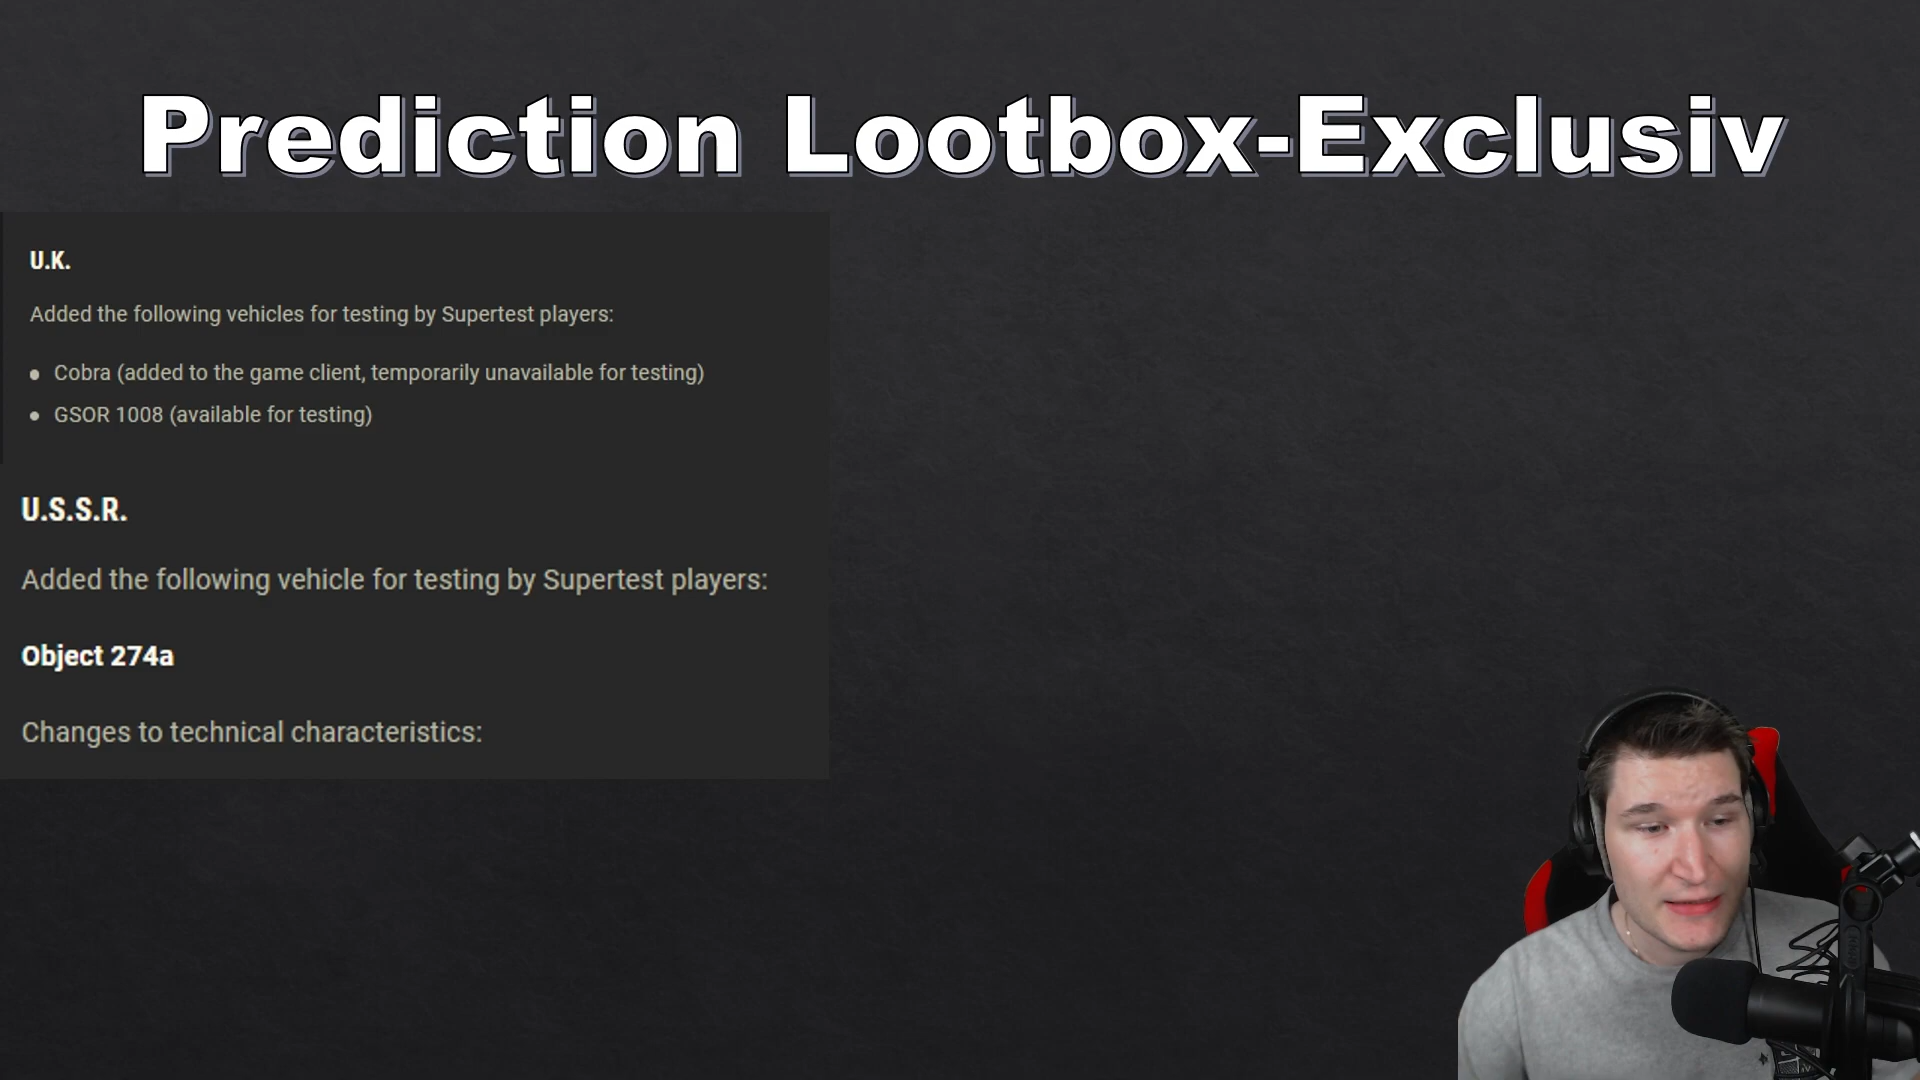 Prediction Lootbox-Exclusiv
U.K.
Added the following vehicles for testing by Supertest players:
Cobra (added to the game client, temporarily unavailable for testing)
GSOR 1008 (available for testing)
U.S.S.R.
Added the following vehicle for testing by Supertest players:
Object 274a
Changes to technical characteristics: